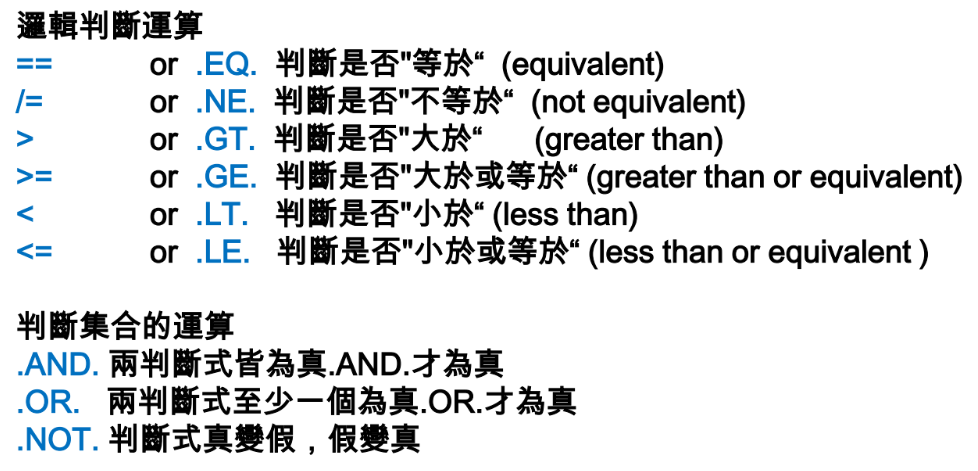 邏輯判斷運算
== or .EQ. 判斷是否"等於“ (equivalent)
/= or .NE. 判斷是否"不等於“ (not equivalent)
> or .GT. 判斷是否"大於“ (greater than)
>= or .GE. 判斷是否"大於或等於“ (greater than or equivalent)
< or .LT. 判斷是否"小於“ (less than)
<= or .LE. 判斷是否"小於或等於“ (less than or equivalent )
判斷集合的運算
.AND. 兩判斷式皆為真.AND.才為真
.OR. 兩判斷式至少一個為真.OR.才為真
.NOT. 判斷式真變假，假變真